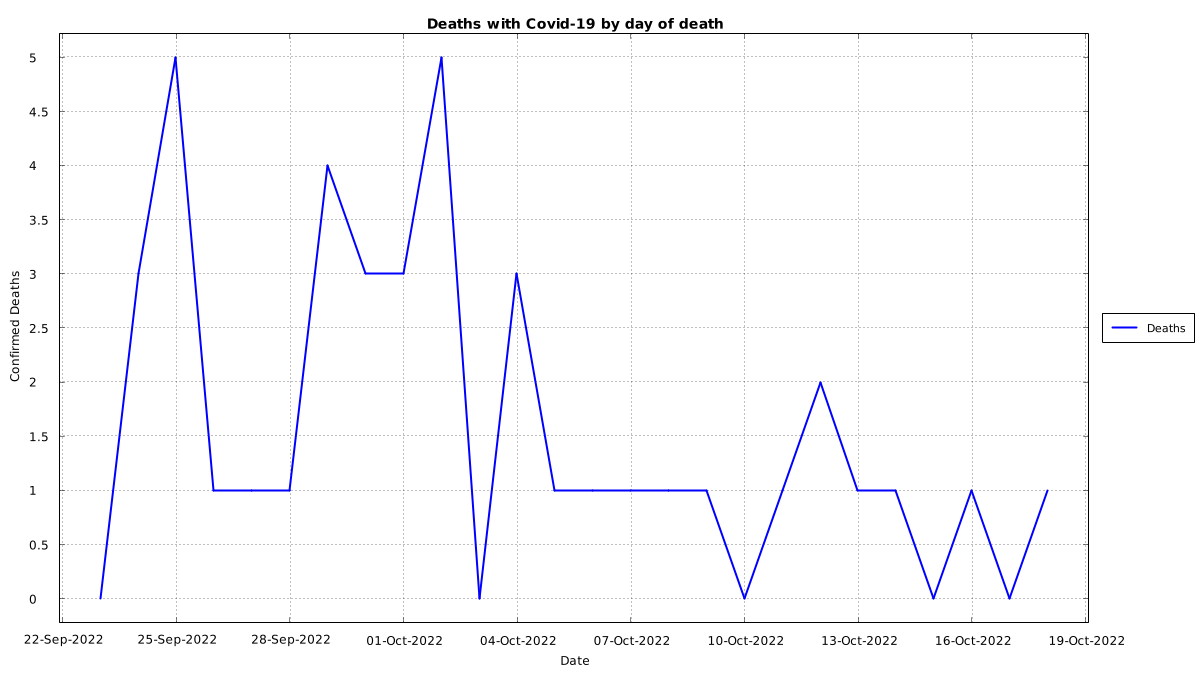 Deaths with Covid-19 by day of death
Confirmed Deaths
5
4.5
4
3.5
3
2.5
2
1.5
1
0.5
0
22-Sep-2022 25-Sep-2022 28-Sep-2022 01-Oct-2022 04-Oct-2022 07-Oct-2022 10-Oct-2022 13-Oct-2022 16-Oct-2022 19-Oct-2022
Date
Deaths